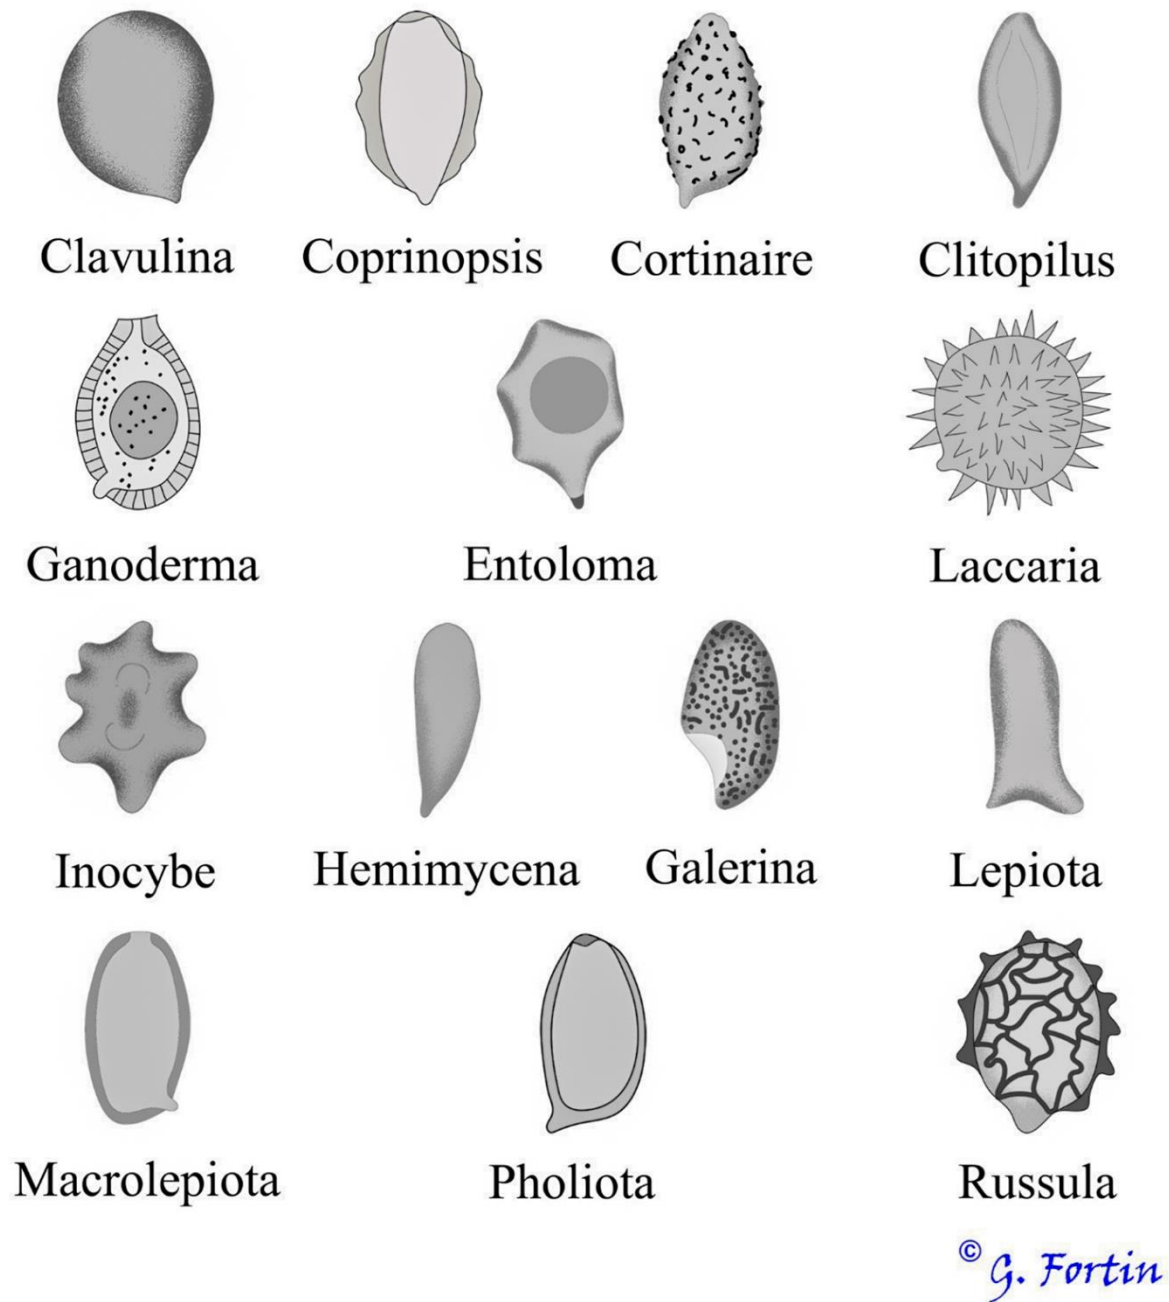 Clavulina Coprinopsis Cortinaire Clitopilus
Ganoderma Entoloma Laccaria
Inocybe Hemimycena Galerina Lepiota
Macrolepiota Pholiota Russula
© G. Fortin